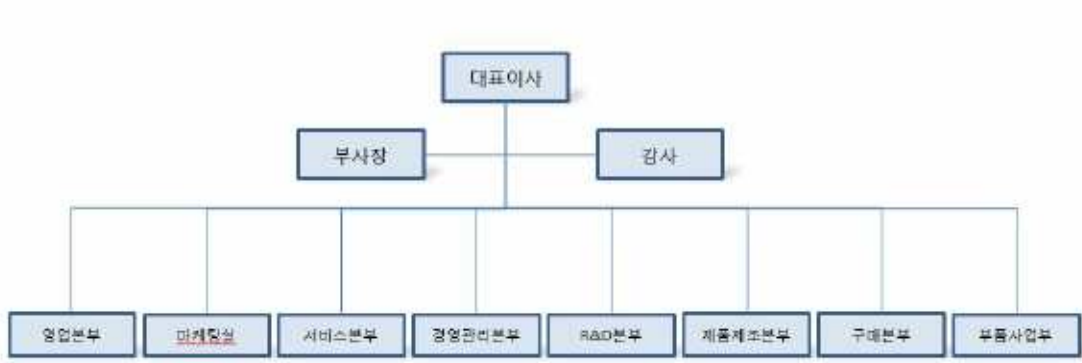 대표이사
부사장
감사
영업본부
마케팅실
서비스본부
경영관리본부
R&D본부
제품제조본부
구매본부
부품사업부